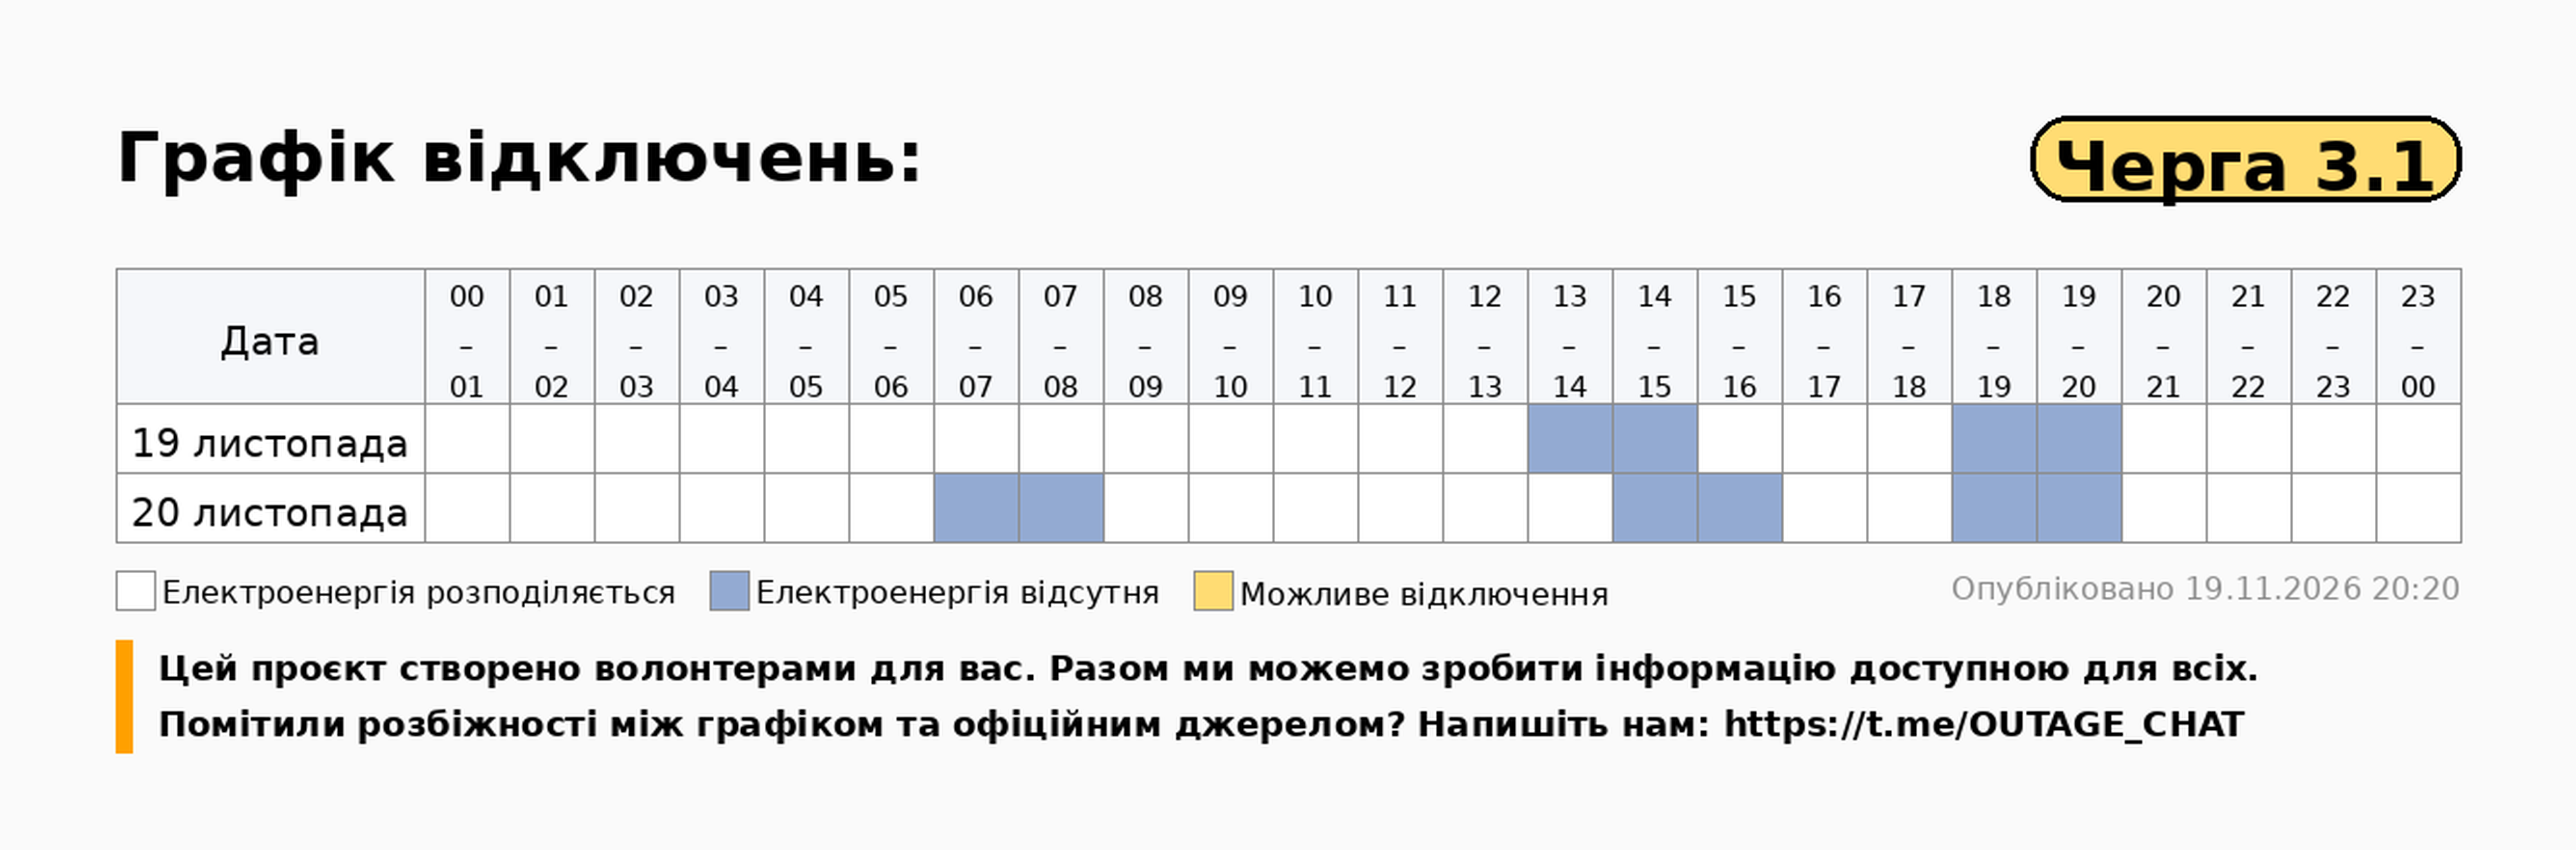 Графік відключень:
Черга 3.1
Дата
00 – 01
01 – 02
02 – 03
03 – 04
04 – 05
05 – 06
06 – 07
07 – 08
08 – 09
09 – 10
10 – 11
11 – 12
12 – 13
13 – 14
14 – 15
15 – 16
16 – 17
17 – 18
18 – 19
19 – 20
20 – 21
21 – 22
22 – 23
23 – 00
19 листопада
20 листопада
Електроенергія розподіляється
Електроенергія відсутня
Можливе відключення
Опубліковано 19.11.2026 20:20
Цей проєкт створено волонтерами для вас. Разом ми можемо зробити інформацію доступною для всіх.
Помітили розбіжності між графіком та офіційним джерелом? Напишіть нам: https://t.me/OUTAGE_CHAT